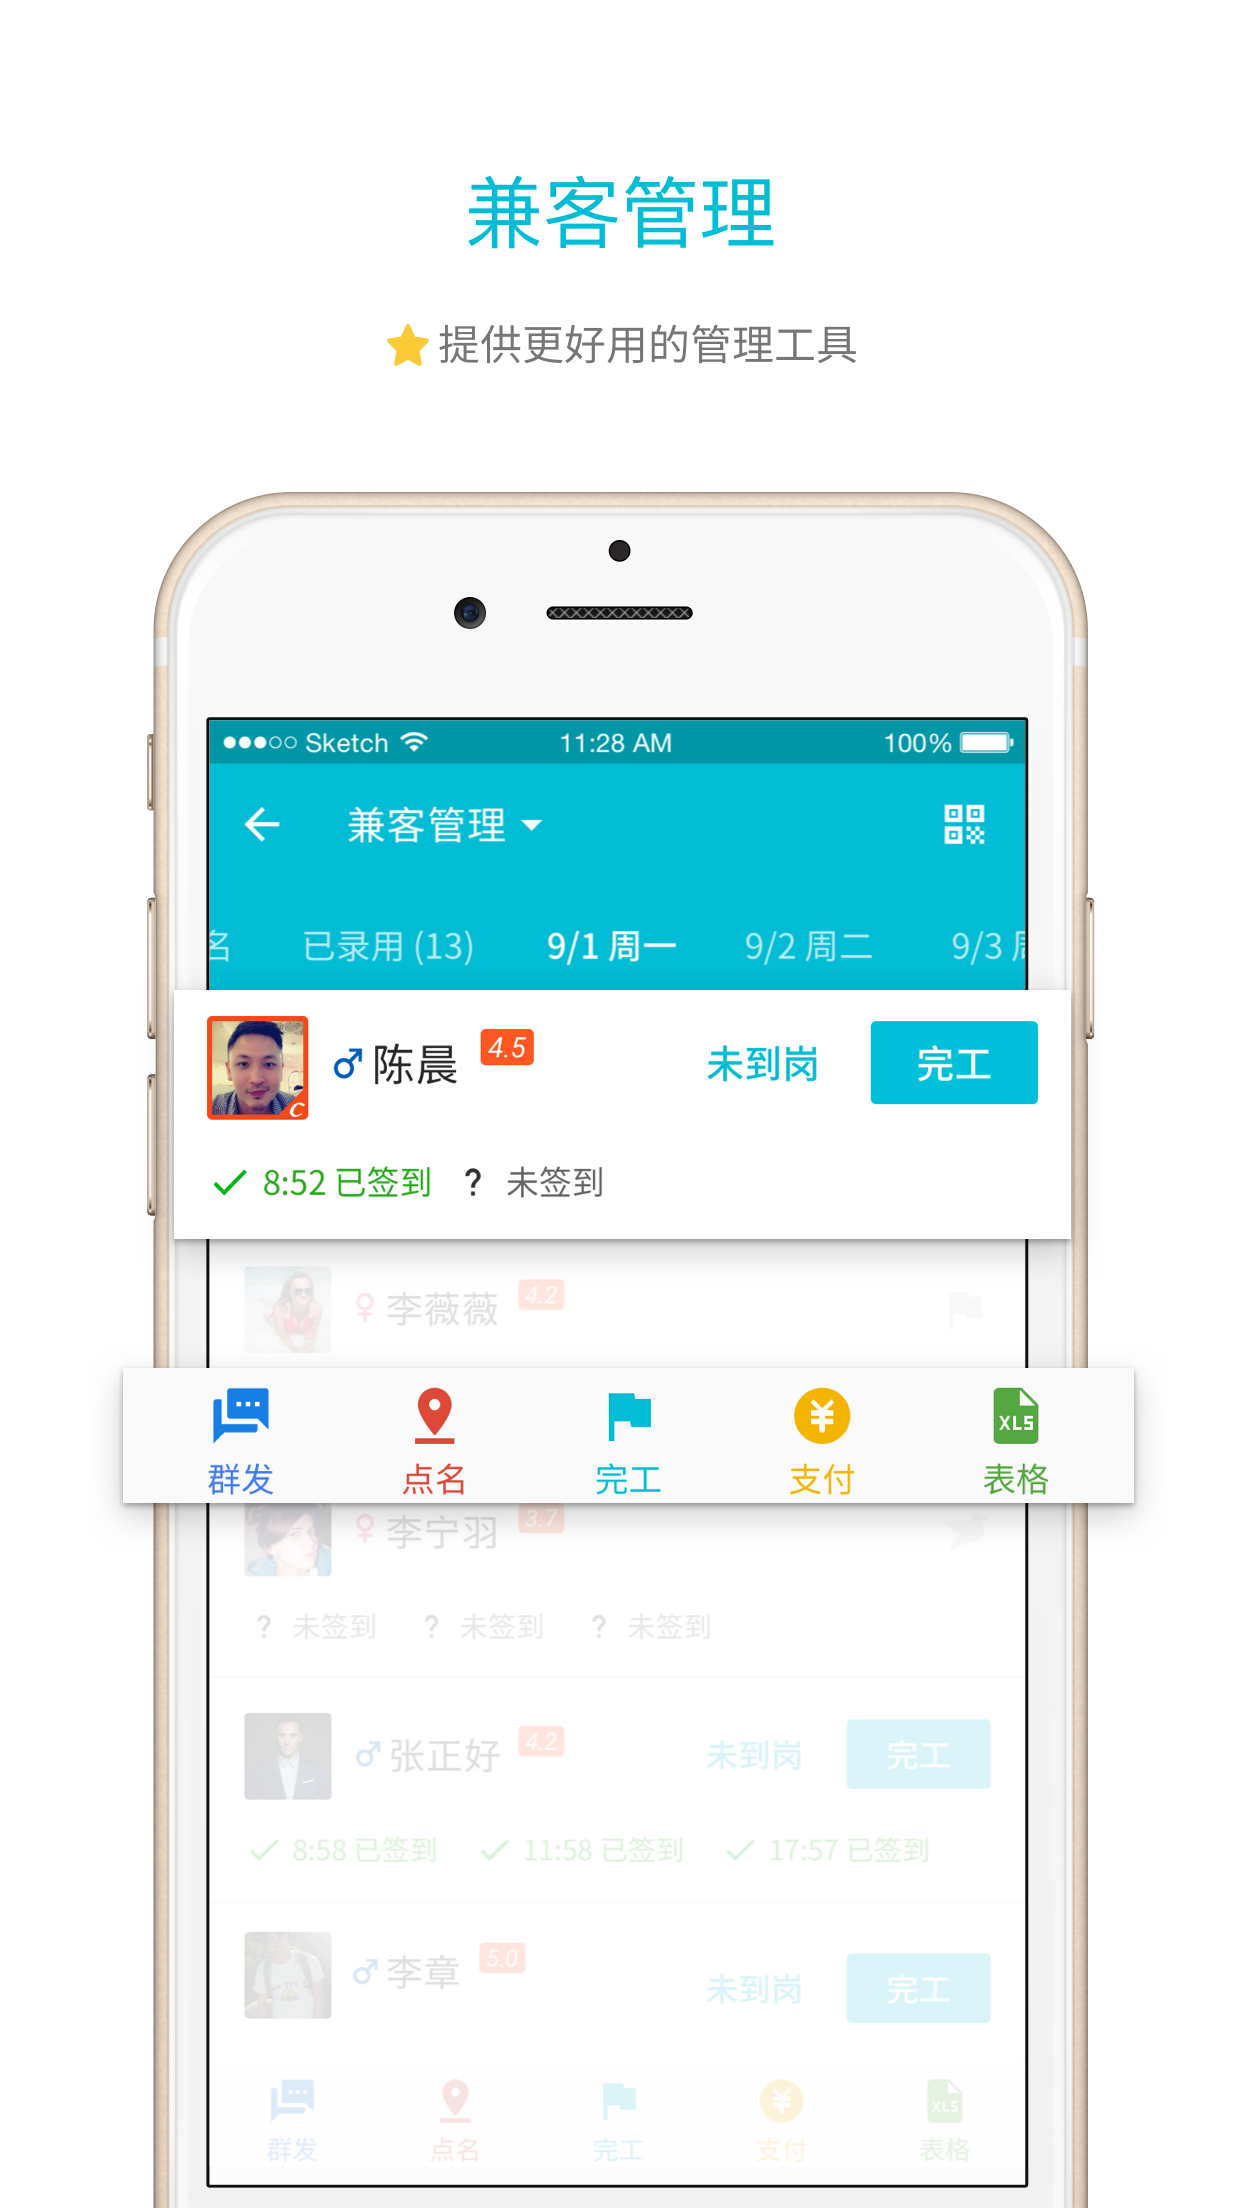 兼客管理
提供更好用的管理工具
Sketch 11:28 AM 100%
兼客管理
名 已录用 (13) 9/1 周一 9/2 周二 9/3 周
陈晨 4.5 未到岗 完工
C
8:52 已签到 ? 未签到
李薇薇 4.2
XLS
群发 点名 完工 支付 表格
李宁羽 3.7
? 未签到 ? 未签到 ? 未签到
张正好 4.2 未到岗 完工
8:58 已签到 11:58 已签到 17:57 已签到
李章 5.0 未到岗 完工
XLS
群发 点名 完工 支付 表格